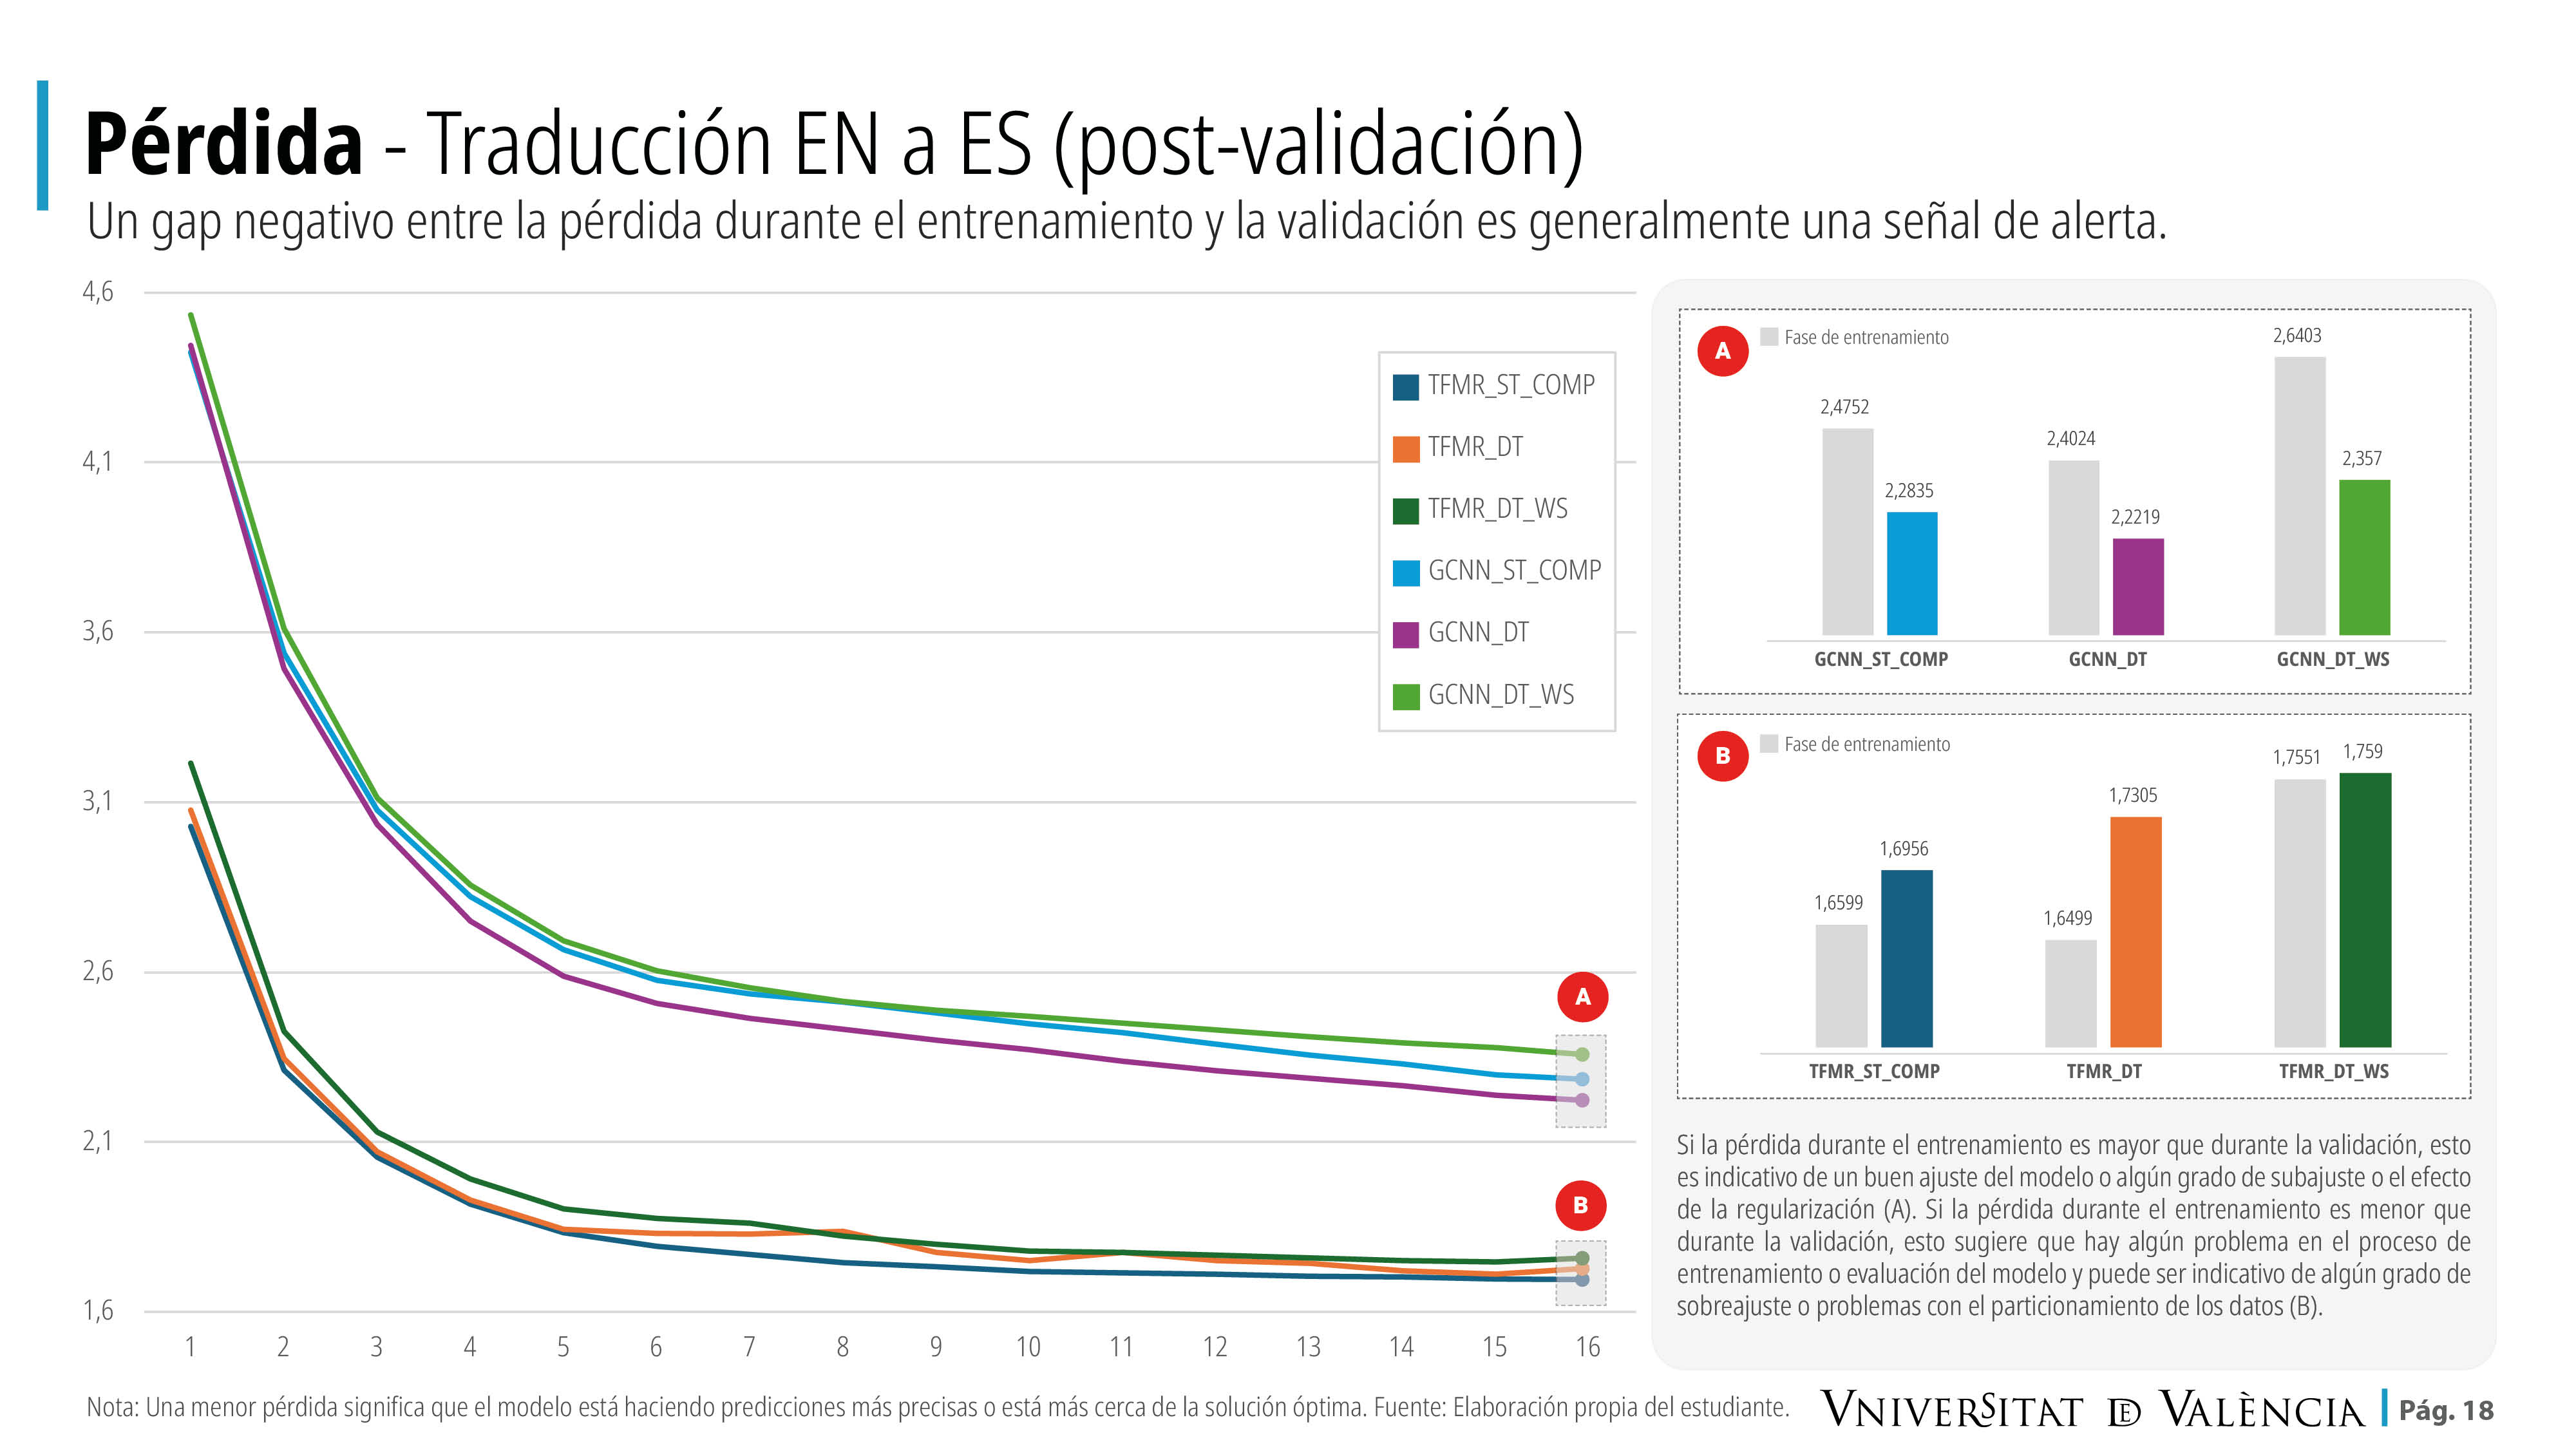 Pérdida - Traducción EN a ES (post-validación)
Un gap negativo entre la pérdida durante el entrenamiento y la validación es generalmente una señal de alerta.
4,6
4,1
3,6
3,1
2,6
2,1
1,6
1 2 3 4 5 6 7 8 9 10 11 12 13 14 15 16
TFMR_ST_COMP
TFMR_DT
TFMR_DT_WS
GCNN_ST_COMP
GCNN_DT
GCNN_DT_WS
A
B
A
Fase de entrenamiento
2,4752
2,2835
2,4024
2,2219
2,6403
2,357
GCNN_ST_COMP GCNN_DT GCNN_DT_WS
B
Fase de entrenamiento
1,6599
1,6956
1,6499
1,7305
1,7551
1,759
TFMR_ST_COMP TFMR_DT TFMR_DT_WS
Si la pérdida durante el entrenamiento es mayor que durante la validación, esto
es indicativo de un buen ajuste del modelo o algún grado de subajuste o el efecto
de la regularización (A). Si la pérdida durante el entrenamiento es menor que
durante la validación, esto sugiere que hay algún problema en el proceso de
entrenamiento o evaluación del modelo y puede ser indicativo de algún grado de
sobreajuste o problemas con el particionamiento de los datos (B).
Nota: Una menor pérdida significa que el modelo está haciendo predicciones más precisas o está más cerca de la solución óptima. Fuente: Elaboración propia del estudiante.
VNIVERSITAT DE VALÈNCIA
Pág. 18